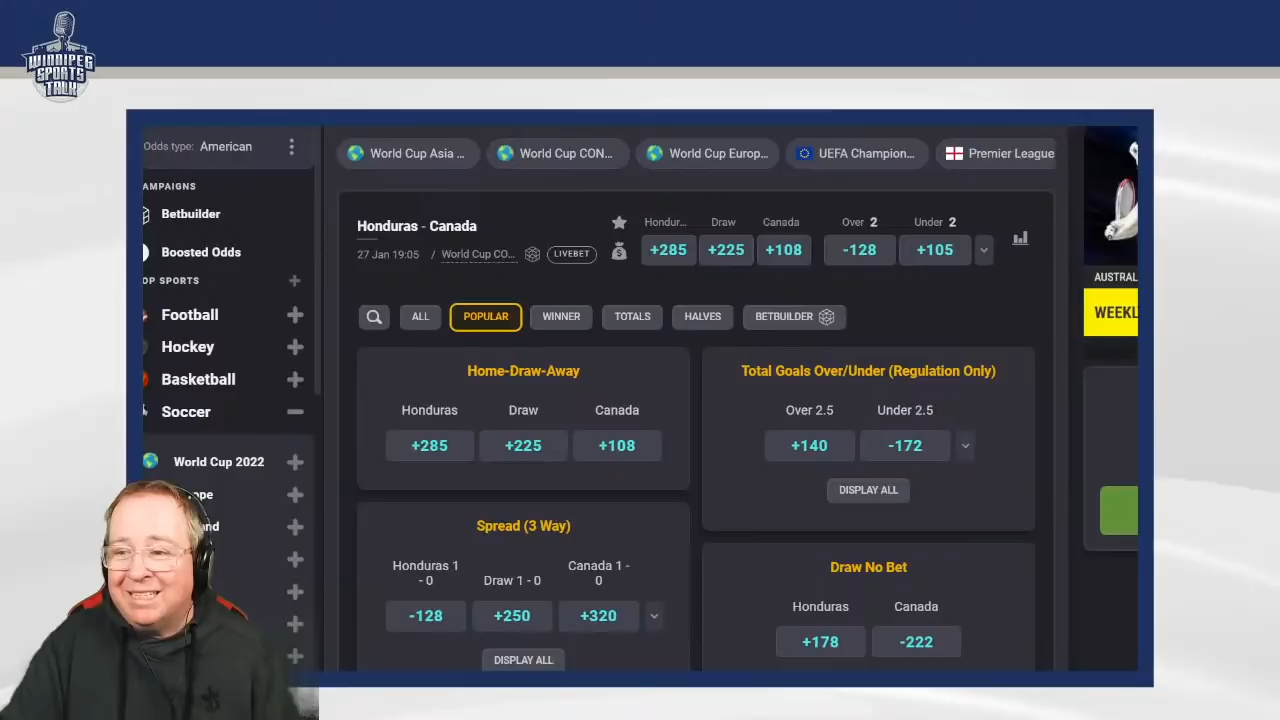 WINNIPEG
SPORTS
TALK
Odds type: American
World Cup Asia ...
World Cup CON...
World Cup Europ...
UEFA Champion...
Premier League
AMPAIGNS
Betbuilder
Boosted Odds
OP SPORTS
Football
Hockey
Basketball
Soccer
World Cup 2022
ope
nd
Honduras - Canada
27 Jan 19:05 / World Cup CO...
LIVEBET
Hondur... Draw Canada Over 2 Under 2
+285 +225 +108 -128 +105
ALL POPULAR WINNER TOTALS HALVES BETBUILDER
Home-Draw-Away
Honduras Draw Canada
+285 +225 +108
Total Goals Over/Under (Regulation Only)
Over 2.5 Under 2.5
+140 -172
DISPLAY ALL
Spread (3 Way)
Honduras 1 - 0 Draw 1 - 0 Canada 1 - 0
-128 +250 +320
DISPLAY ALL
Draw No Bet
Honduras Canada
+178 -222
AUSTRAL
WEEKL